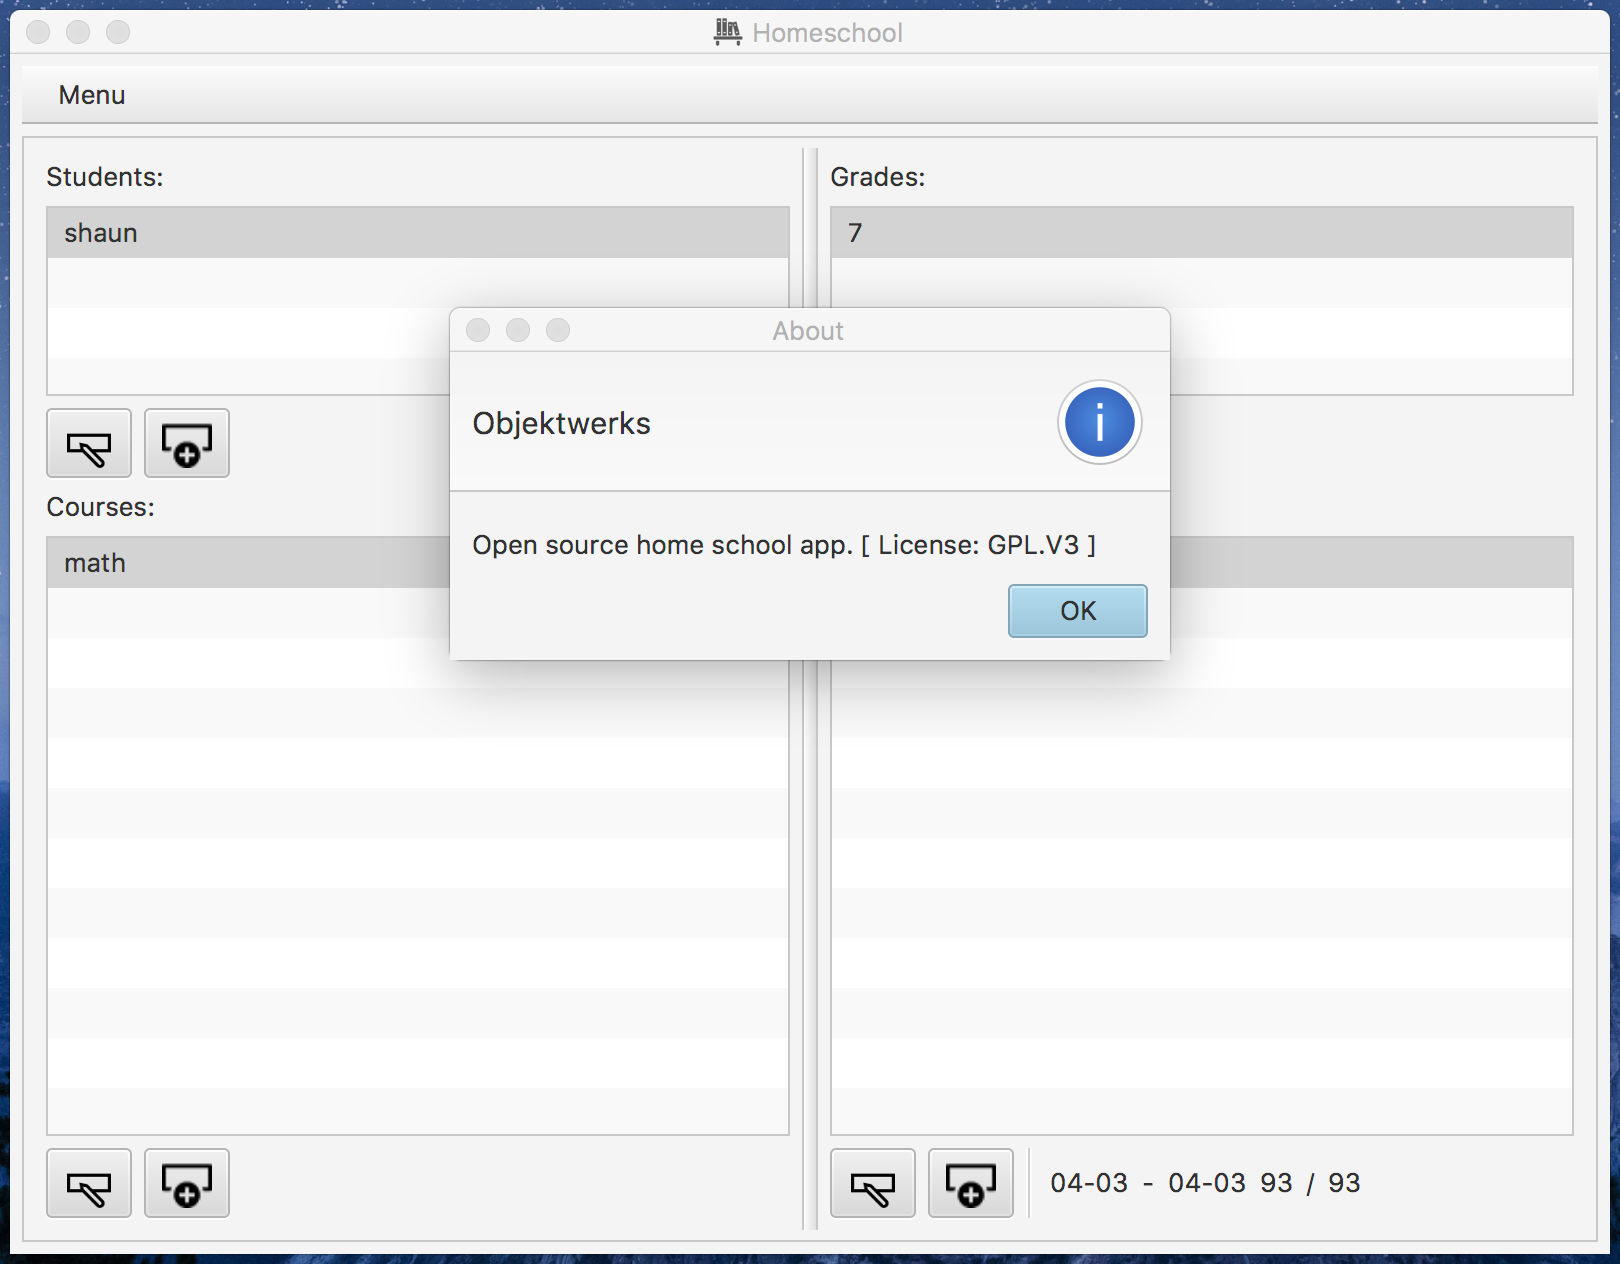 Homeschool
Menu
Students:
shaun
Grades:
7
About
Objektwerks
Open source home school app. [ License: GPL.V3 ]
OK
Courses:
math
04-03 - 04-03 93 / 93